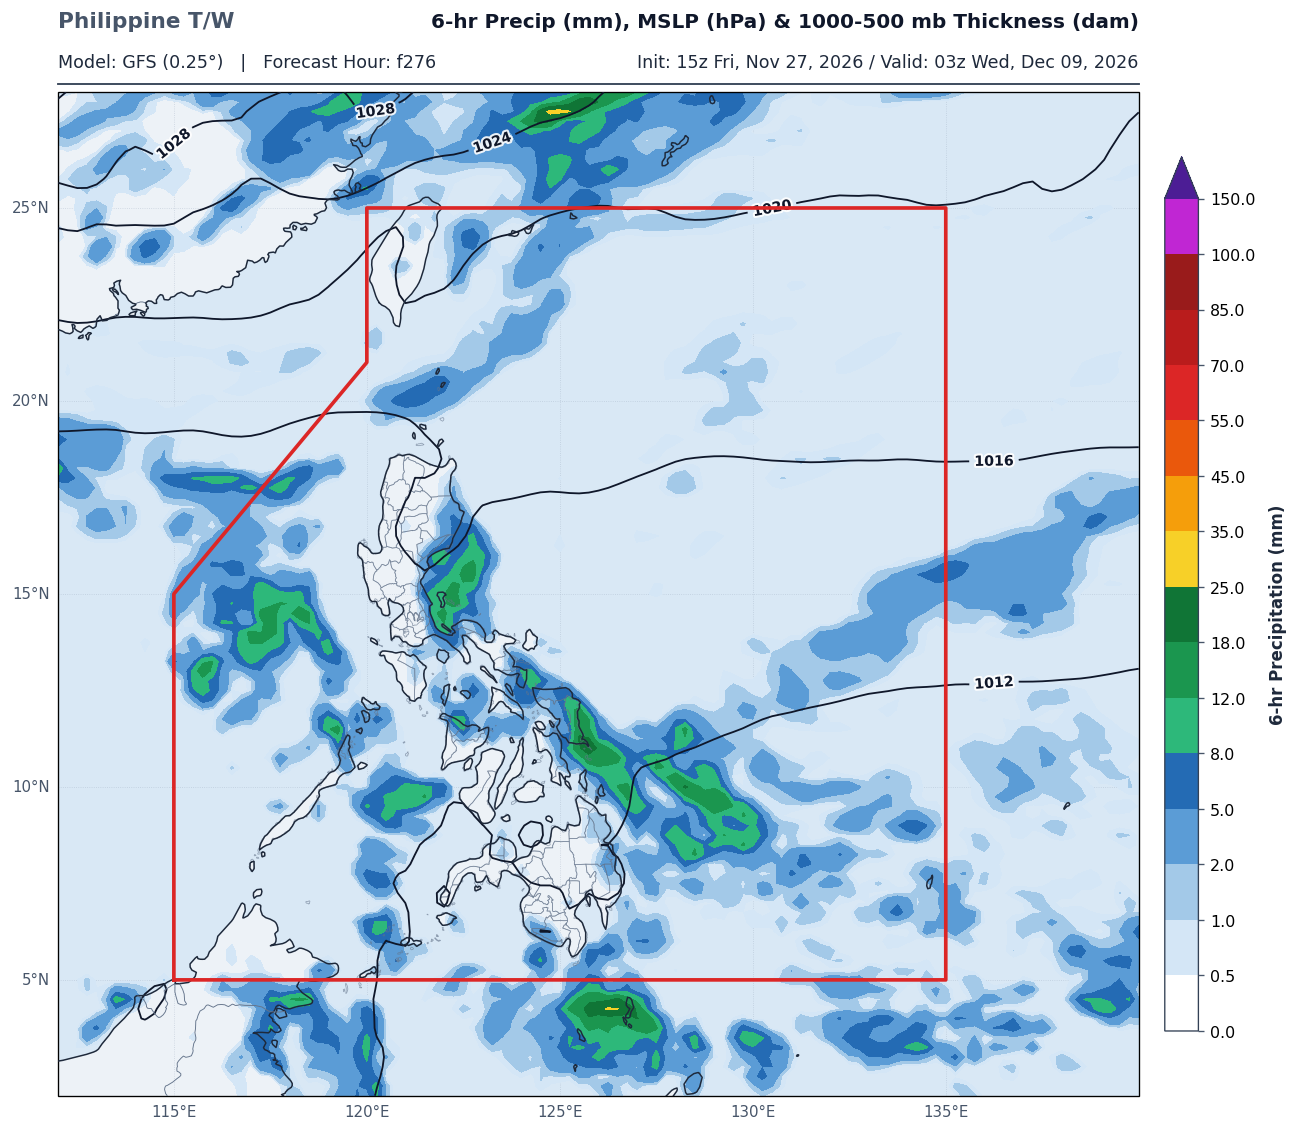 Philippine T/W
6-hr Precip (mm), MSLP (hPa) & 1000-500 mb Thickness (dam)
Model: GFS (0.25°) | Forecast Hour: f276
Init: 15z Fri, Nov 27, 2026 / Valid: 03z Wed, Dec 09, 2026
1028
1028
1024
1020
1016
1012
25°N
20°N
15°N
10°N
5°N
115°E
120°E
125°E
130°E
135°E
150.0
100.0
85.0
70.0
55.0
45.0
35.0
25.0
18.0
12.0
8.0
5.0
2.0
1.0
0.5
0.0
6-hr Precipitation (mm)